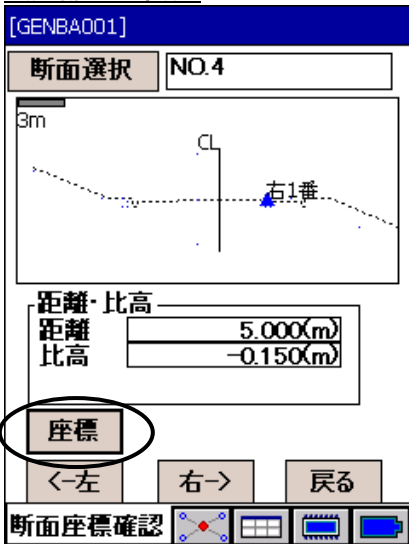 [GENBA001]
断面選択 NO.4
3m
CL
右1番
距離・比高
距離 5.000(m)
比高 -0.150(m)
座標
<-左 右-> 戻る
断面座標確認